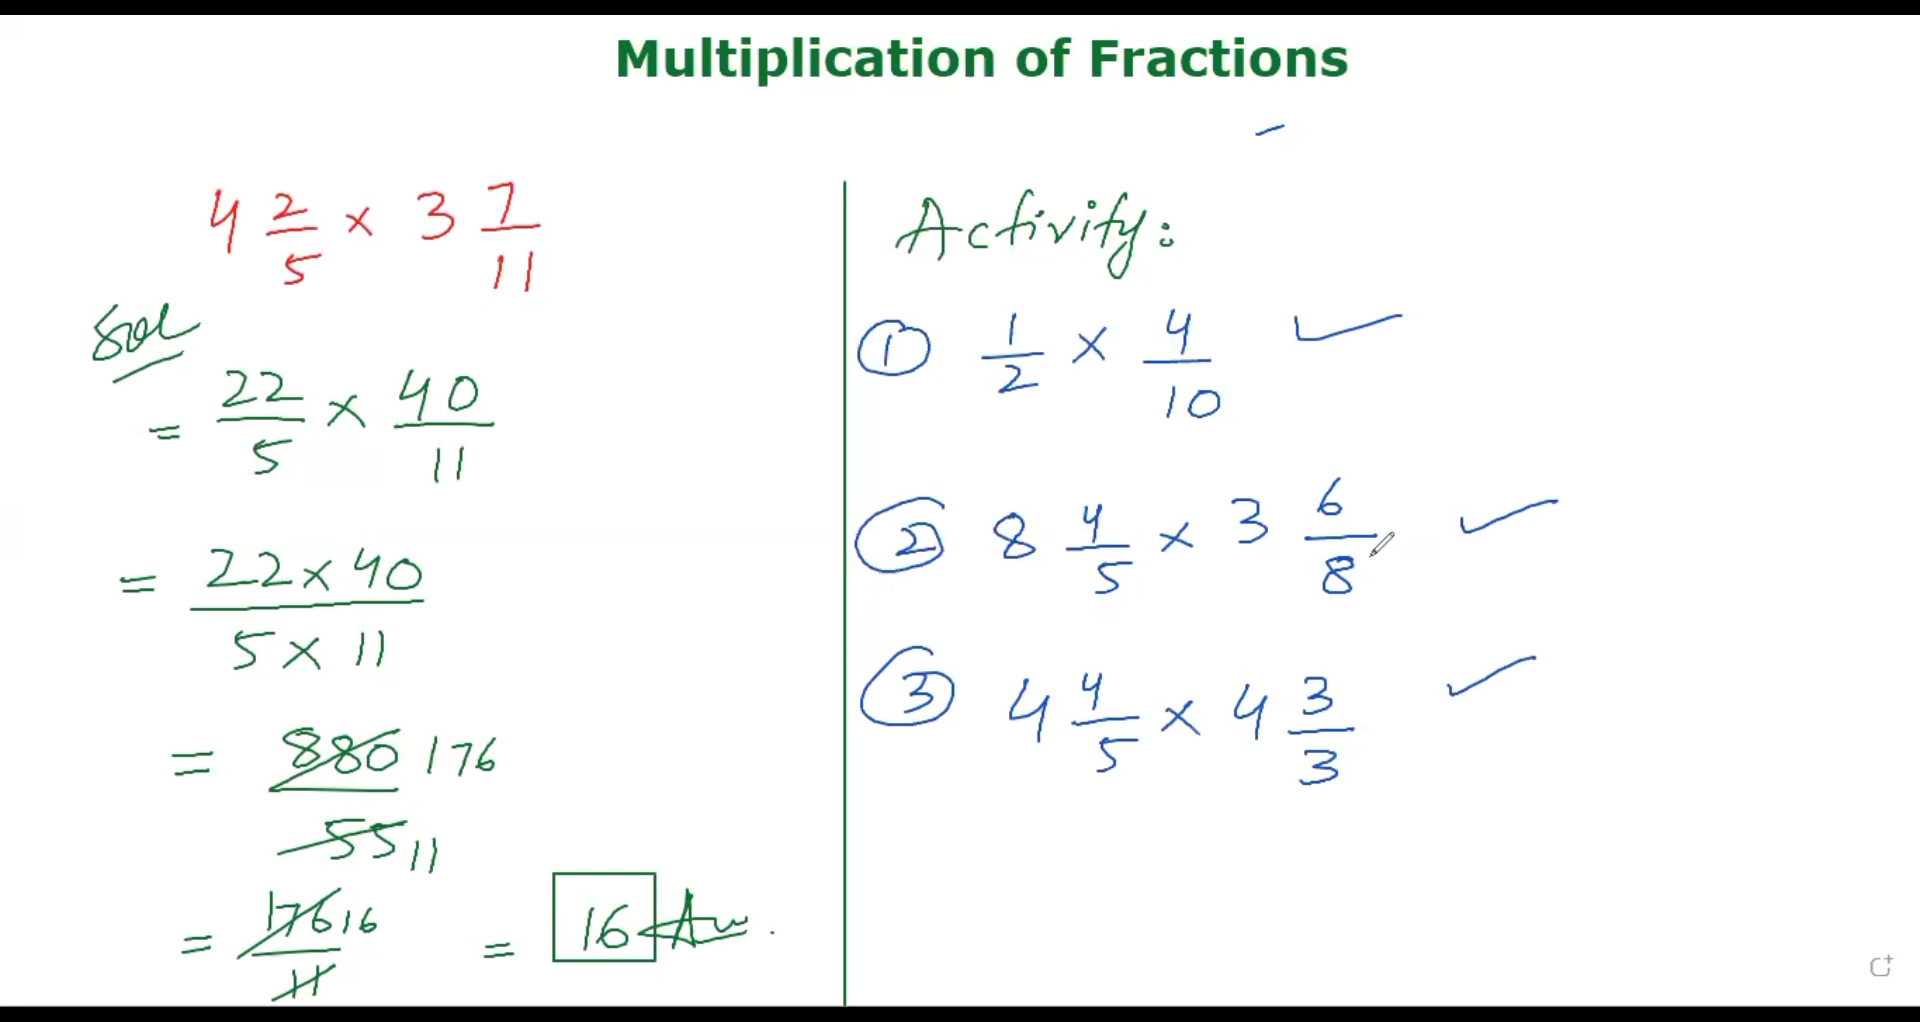 Multiplication of Fractions
4 2/5 × 3 7/11
Sol
= 22/5 × 40/11
= 22 × 40 / 5 × 11
= 880 176 / 55 11
= 176 16 / 11 = 16 Ans.
Activity:
① 1/2 × 4/10
② 8 4/5 × 3 6/8
③ 4 4/5 × 4 3/3